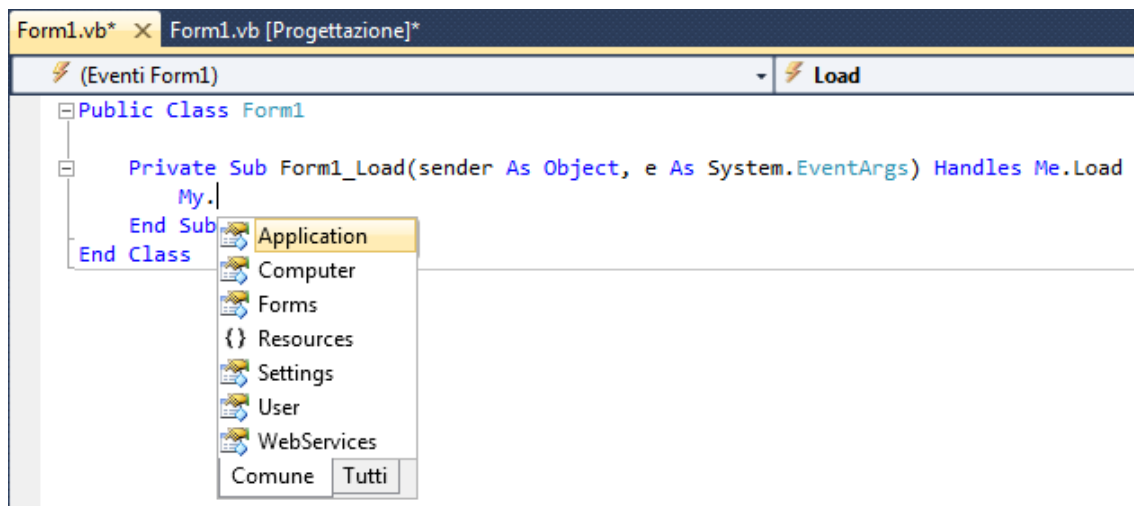 Form1.vb* Form1.vb [Progettazione]*
(Eventi Form1) Load
Public Class Form1
Private Sub Form1_Load(sender As Object, e As System.EventArgs) Handles Me.Load
My.
End Sub
End Class
Application
Computer
Forms
{} Resources
Settings
User
WebServices
Comune Tutti